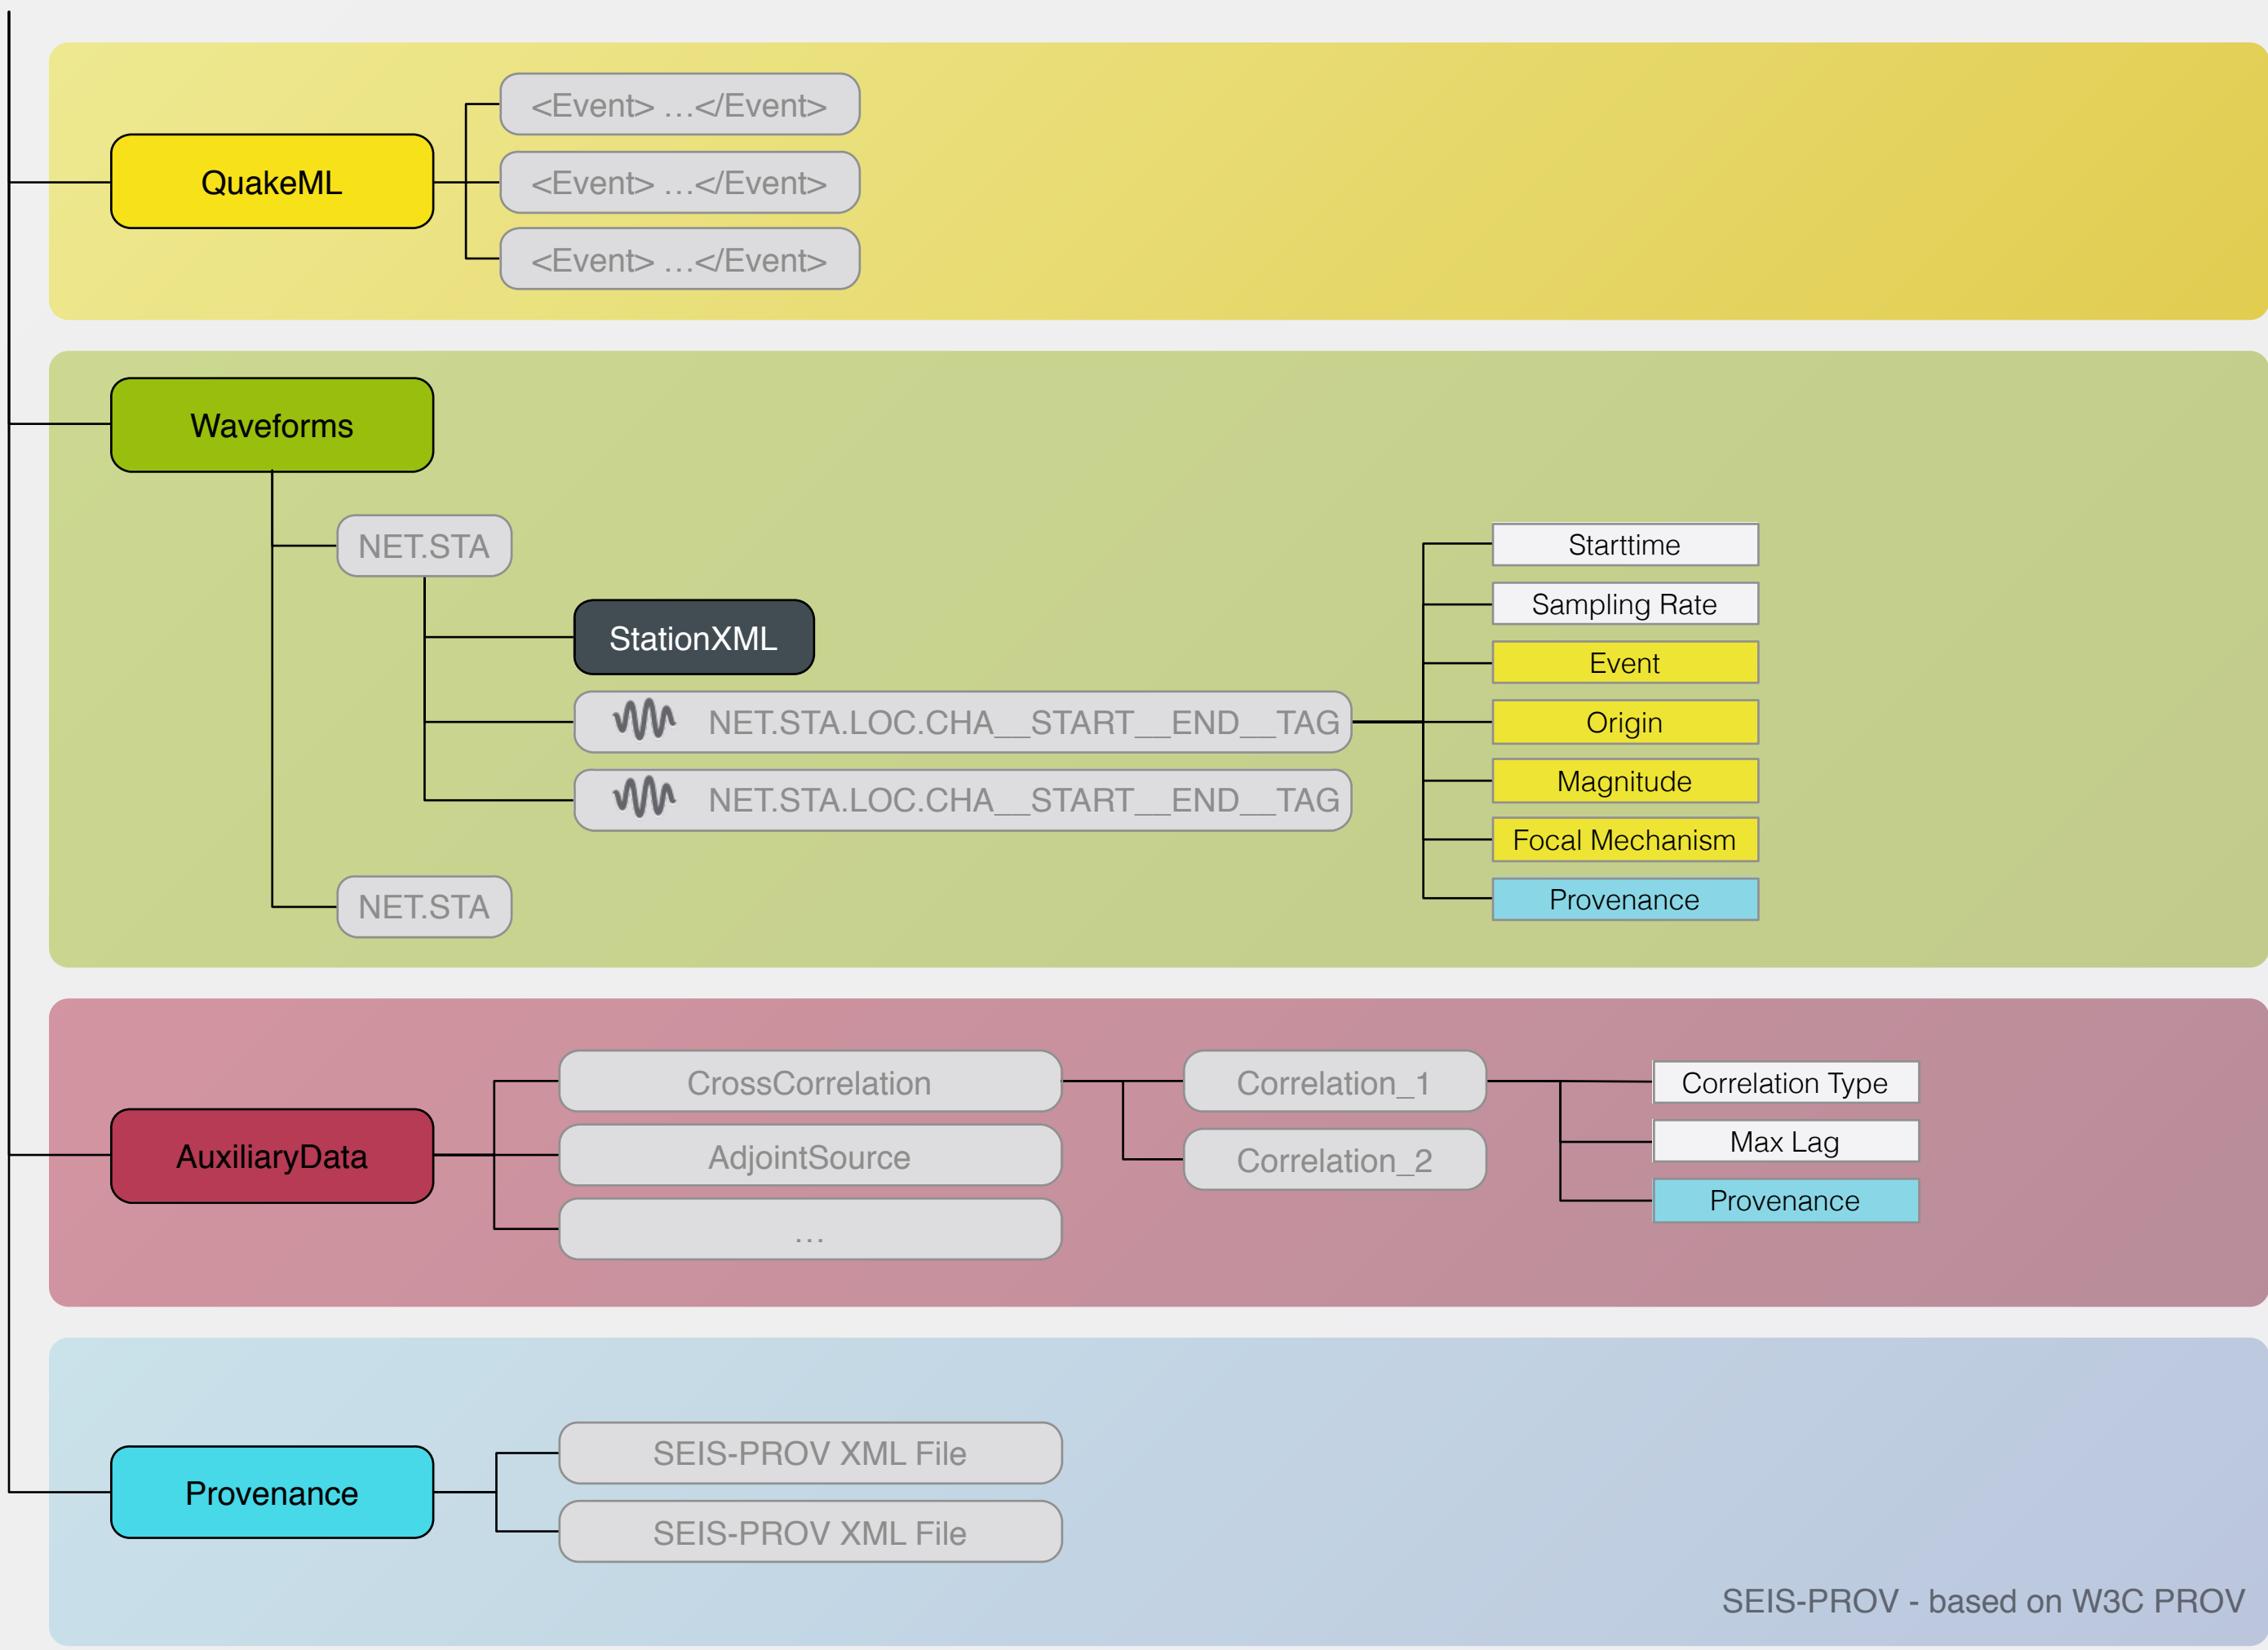 <Event> …</Event>
QuakeML
<Event> …</Event>
<Event> …</Event>
Waveforms
NET.STA
StationXML
NET.STA.LOC.CHA__START__END__TAG
NET.STA.LOC.CHA__START__END__TAG
Starttime
Sampling Rate
Event
Origin
Magnitude
Focal Mechanism
Provenance
NET.STA
AuxiliaryData
CrossCorrelation
AdjointSource
…
Correlation_1
Correlation_2
Correlation Type
Max Lag
Provenance
Provenance
SEIS-PROV XML File
SEIS-PROV XML File
SEIS-PROV - based on W3C PROV